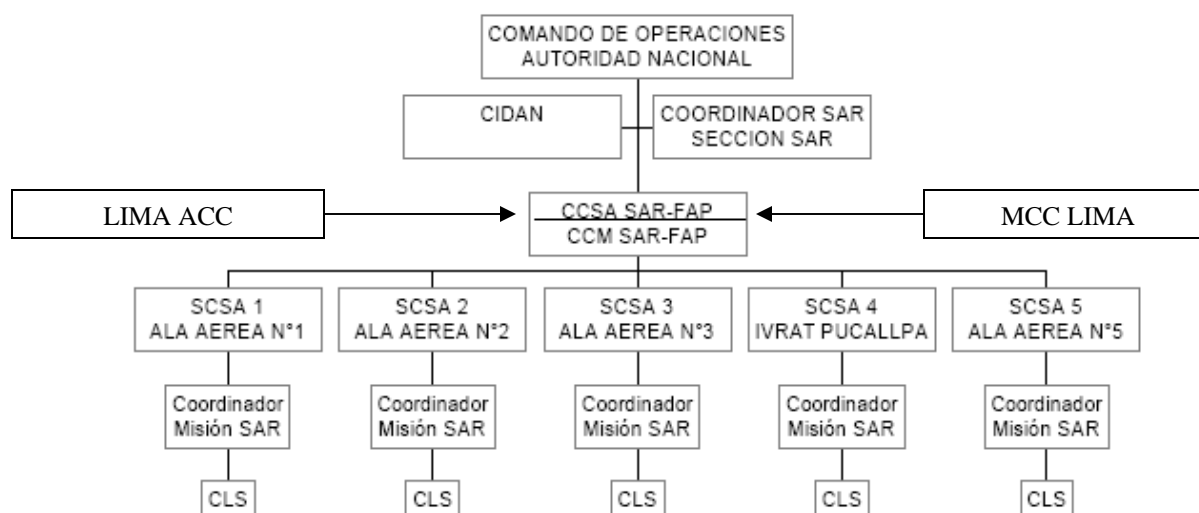 COMANDO DE OPERACIONES
AUTORIDAD NACIONAL
CIDAN
COORDINADOR SAR
SECCION SAR
LIMA ACC
CCSA SAR-FAP
CCM SAR-FAP
MCC LIMA
SCSA 1
ALA AEREA N°1
SCSA 2
ALA AEREA N°2
SCSA 3
ALA AEREA N°3
SCSA 4
IVRAT PUCALLPA
SCSA 5
ALA AEREA N°5
Coordinador
Misión SAR
Coordinador
Misión SAR
Coordinador
Misión SAR
Coordinador
Misión SAR
Coordinador
Misión SAR
CLS
CLS
CLS
CLS
CLS